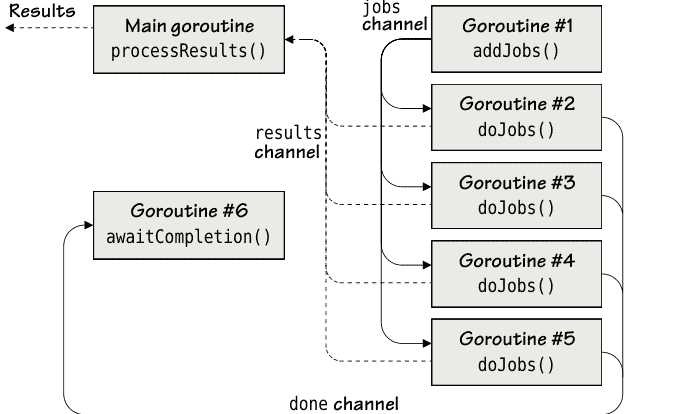 Results
Main goroutine
processResults()
jobs
channel
Goroutine #1
addJobs()
Goroutine #2
doJobs()
results
channel
Goroutine #3
doJobs()
Goroutine #6
awaitCompletion()
Goroutine #4
doJobs()
Goroutine #5
doJobs()
done channel